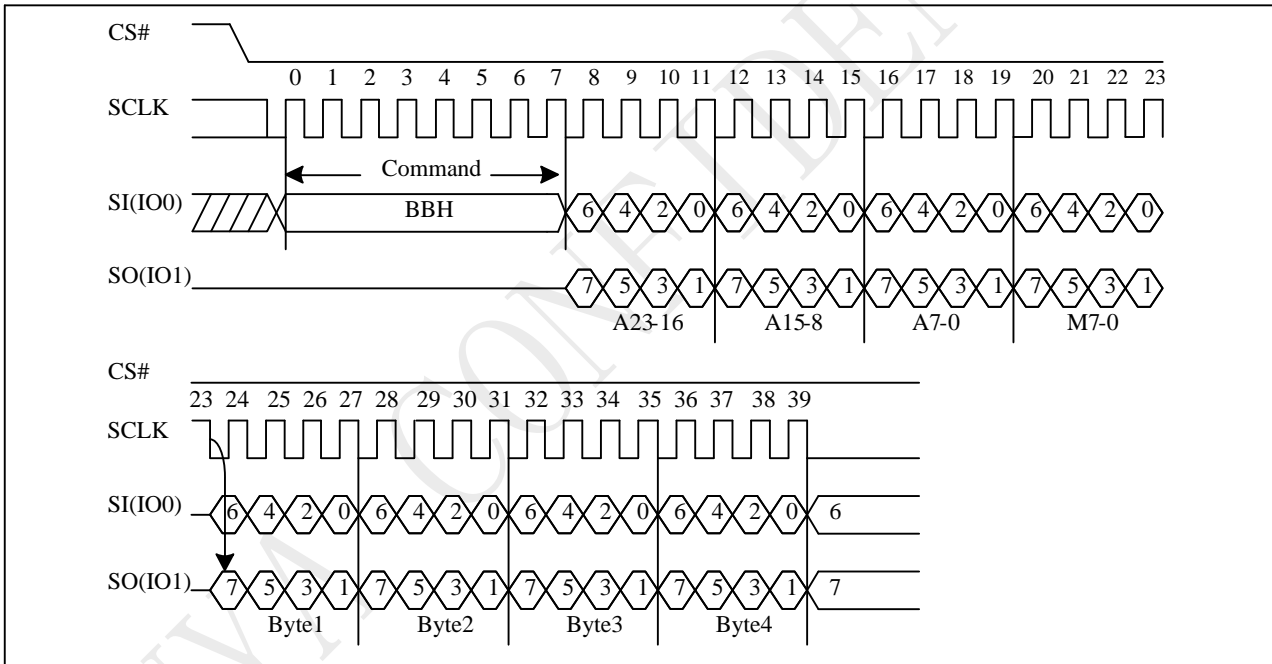 CS#
0 1 2 3 4 5 6 7 8 9 10 11 12 13 14 15 16 17 18 19 20 21 22 23
SCLK
Command
SI(IO0) BBH 6 4 2 0 6 4 2 0 6 4 2 0 6 4 2 0
SO(IO1) 7 5 3 1 7 5 3 1 7 5 3 1 7 5 3 1
A23-16 A15-8 A7-0 M7-0
CS#
23 24 25 26 27 28 29 30 31 32 33 34 35 36 37 38 39
SCLK
SI(IO0) 6 4 2 0 6 4 2 0 6 4 2 0 6 4 2 0 6
SO(IO1) 7 5 3 1 7 5 3 1 7 5 3 1 7 5 3 1 7
Byte1 Byte2 Byte3 Byte4